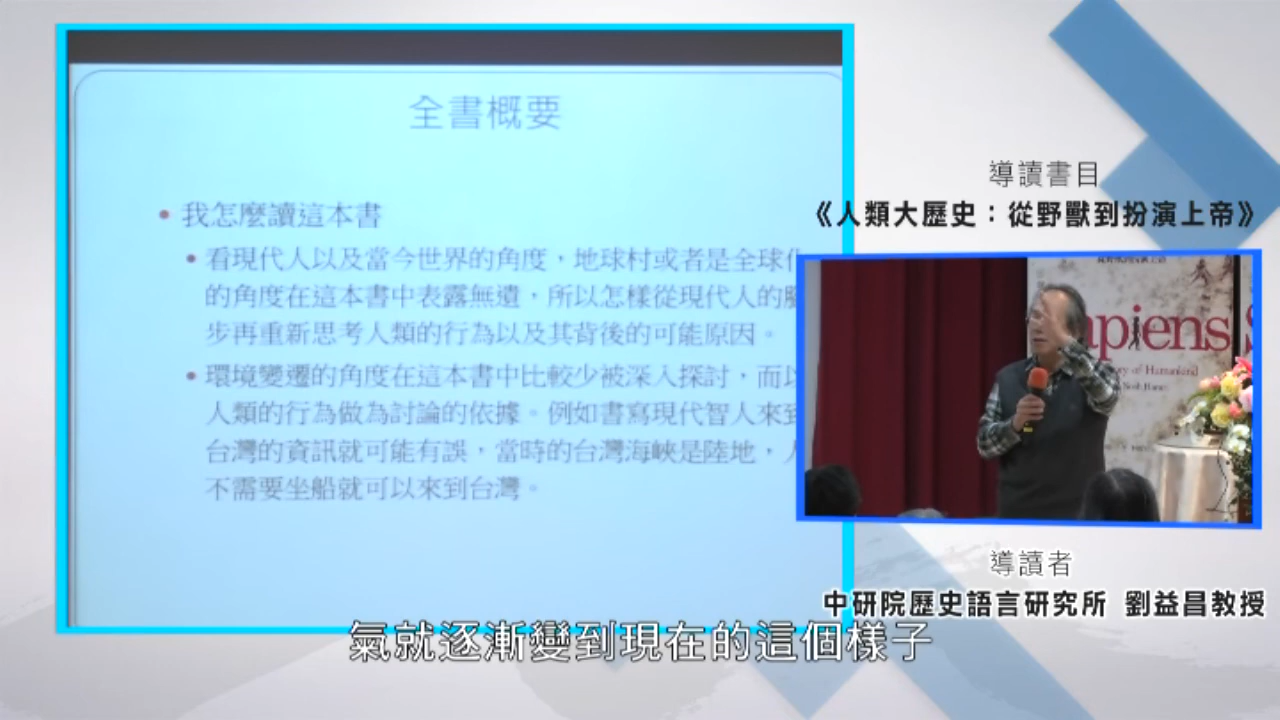 全書概要
我怎麼讀這本書
看現代人以及當今世界的角度，地球村或者是全球
的角度在這本書中表露無遺，所以怎樣從現代人的
步再重新思考人類的行為以及其背後的可能原因。
環境變遷的角度在這本書中比較少被深入探討，而
人類的行為做為討論的依據。例如書寫現代智人來到
台灣的資訊就可能有誤，當時的台灣海峽是陸地，
不需要坐船就可以來到台灣。
導讀書目
《人類大歷史：從野獸到扮演上帝》
apiens
ory of Humankind
導讀者
中研院歷史語言研究所 劉益昌教授
氣就逐漸變到現在的這個樣子